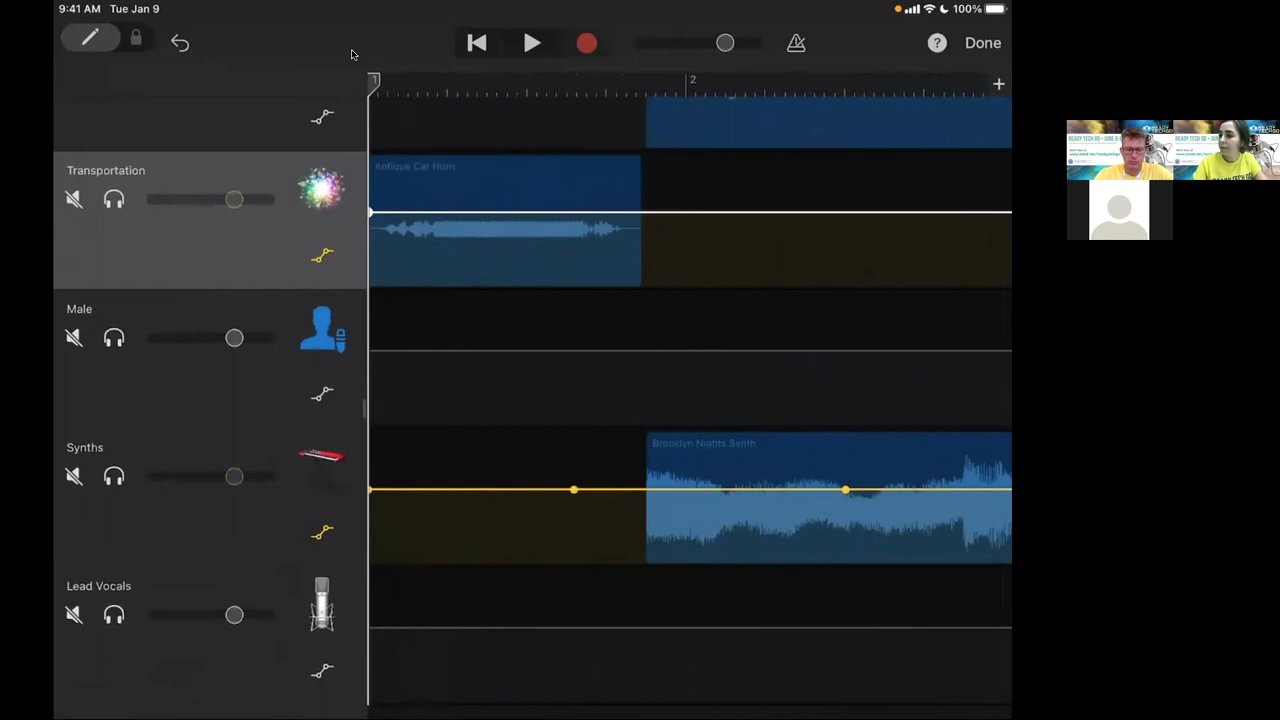 9:41 AM Tue Jan 9
100%
?
Done
1
2
Transportation
Antique Car Horn
Male
Synths
Brooklyn Nights Synth
Lead Vocals